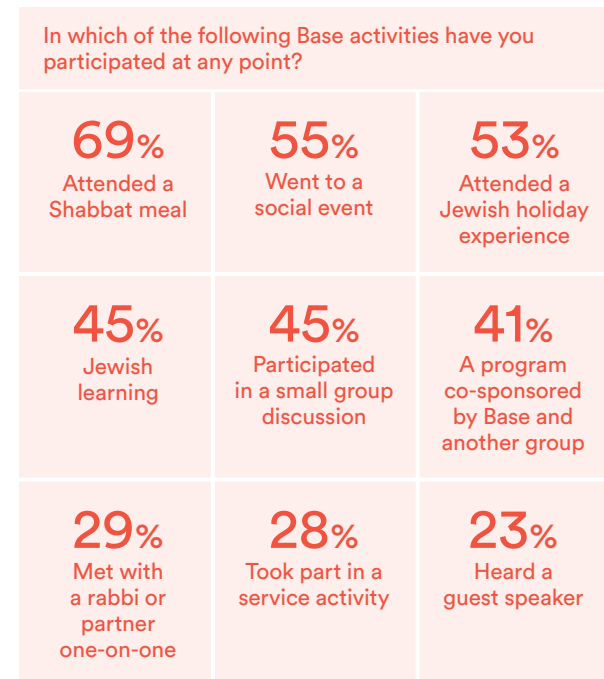 In which of the following Base activities have you
participated at any point?
69%
Attended a
Shabbat meal
55%
Went to a
social event
53%
Attended a
Jewish holiday
experience
45%
Jewish
learning
45%
Participated
in a small group
discussion
41%
A program
co-sponsored
by Base and
another group
29%
Met with
a rabbi or
partner
one-on-one
28%
Took part in a
service activity
23%
Heard a
guest speaker